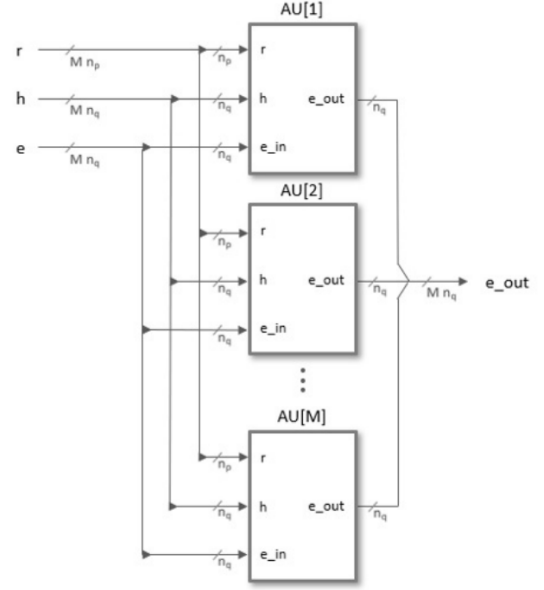 AU[1]
r
M n_p
n_p
r
h
M n_q
n_q
h
e_out
n_q
e
M n_q
n_q
e_in
AU[2]
n_p
r
n_q
h
e_out
n_q
M n_q
e_out
n_q
e_in
AU[M]
n_p
r
n_q
h
e_out
n_q
n_q
e_in